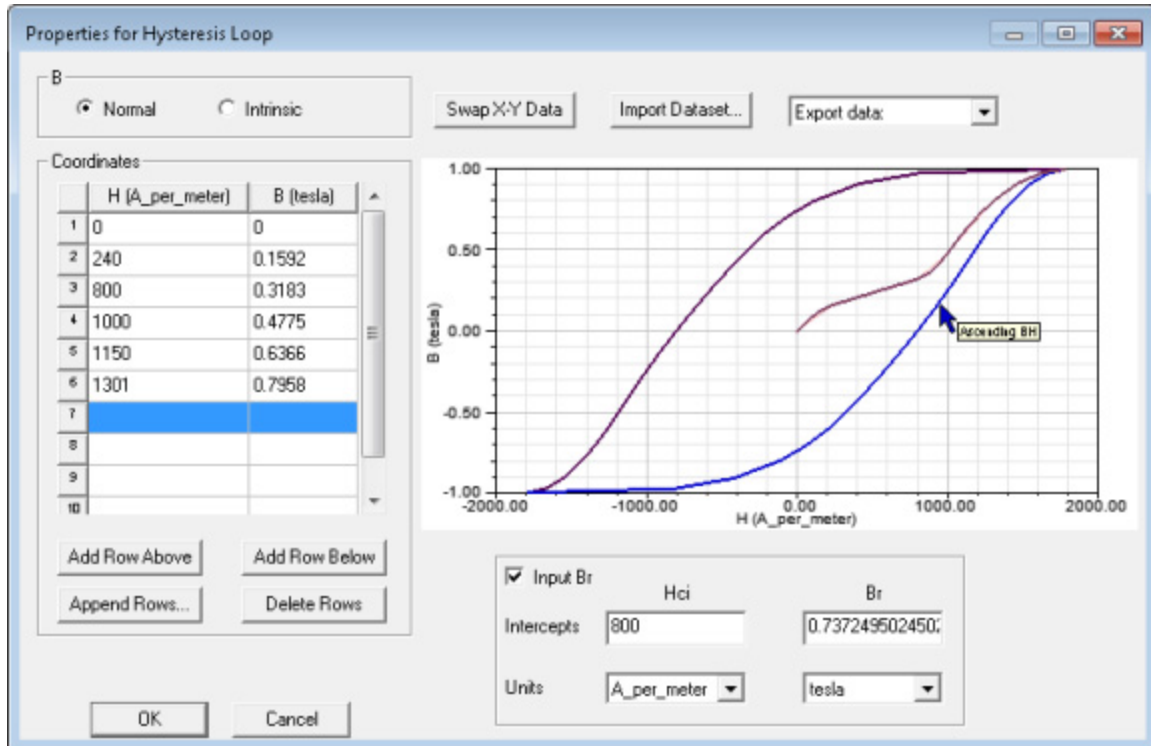 Properties for Hysteresis Loop
B
Normal
Intrinsic
Swap X-Y Data
Import Dataset...
Export data:
Coordinates
H (A_per_meter) B (tesla)
1 0 0
2 240 0.1592
3 800 0.3183
4 1000 0.4775
5 1150 0.6366
6 1301 0.7958
7
8
9
10
Add Row Above
Add Row Below
Append Rows...
Delete Rows
1.00
0.50
0.00
-0.50
-1.00
B (tesla)
Ascending BH
-2000.00 -1000.00 0.00 1000.00 2000.00
H (A_per_meter)
Input Br
Hci Br
Intercepts 800 0.737249502450
Units A_per_meter tesla
OK
Cancel